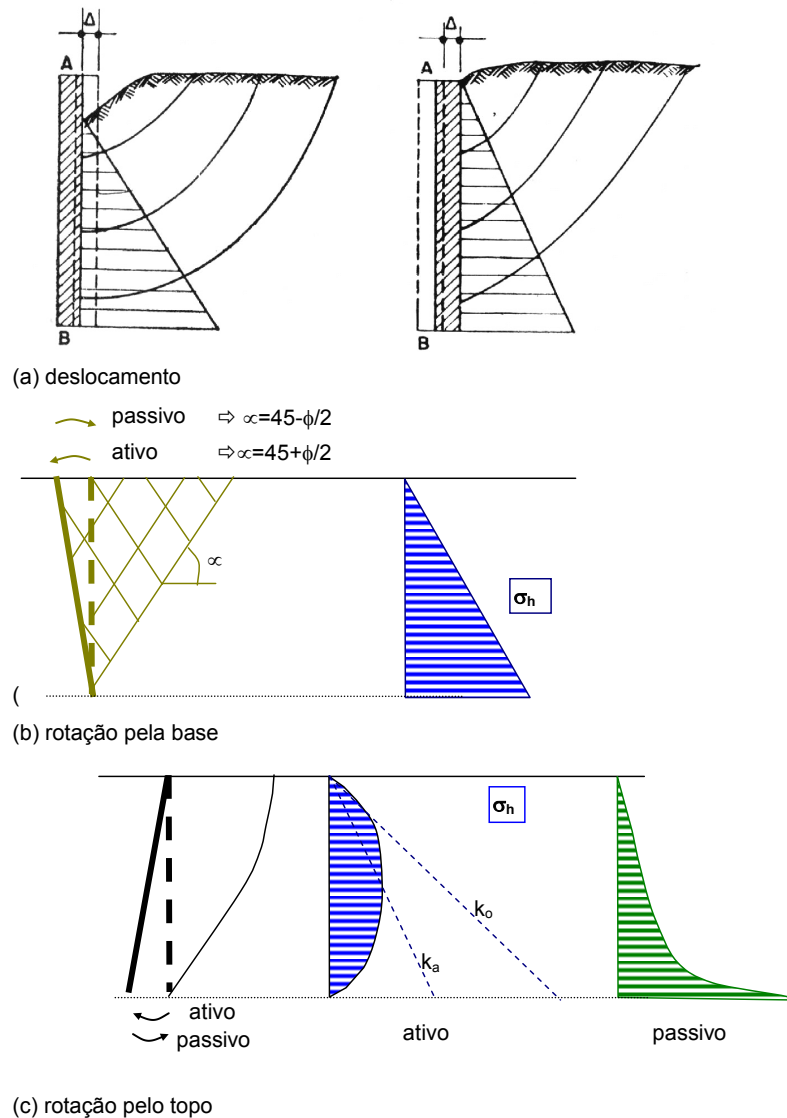 Δ Δ
A A
B B
(a) deslocamento
passivo ⇨ ∝=45-ϕ/2
ativo ⇨∝=45+ϕ/2
∝
σh
(
(b) rotação pela base
σh
ko
ka
ativo
passivo
ativo passivo
(c) rotação pelo topo